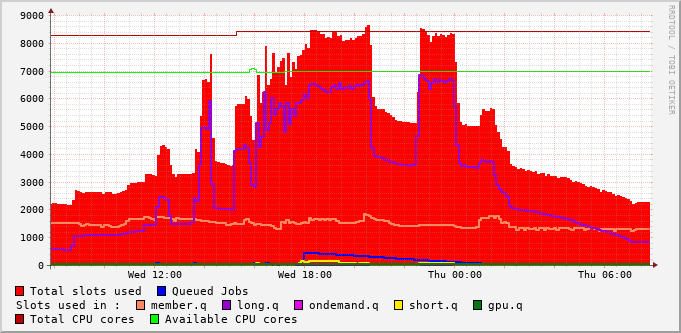 9000
8000
7000
6000
5000
4000
3000
2000
1000
0
Wed 12:00 Wed 18:00 Thu 00:00 Thu 06:00
Total slots used Queued Jobs
Slots used in : member.q long.q ondemand.q short.q gpu.q
Total CPU cores Available CPU cores
RRDTOOL / TOBI OETIKER